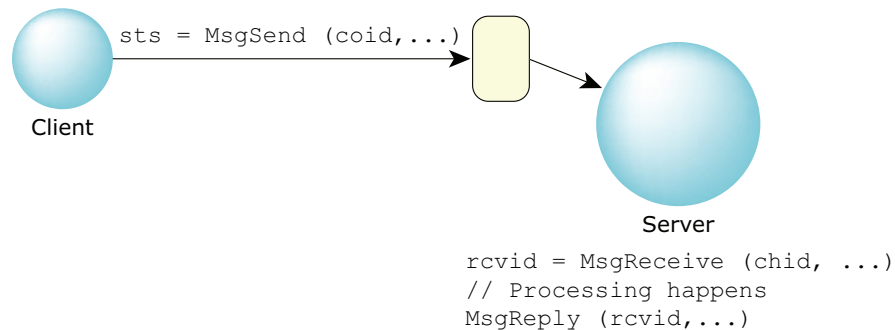 sts = MsgSend (coid,...)
Client
Server
rcvid = MsgReceive (chid, ...)
// Processing happens
MsgReply (rcvid,...)